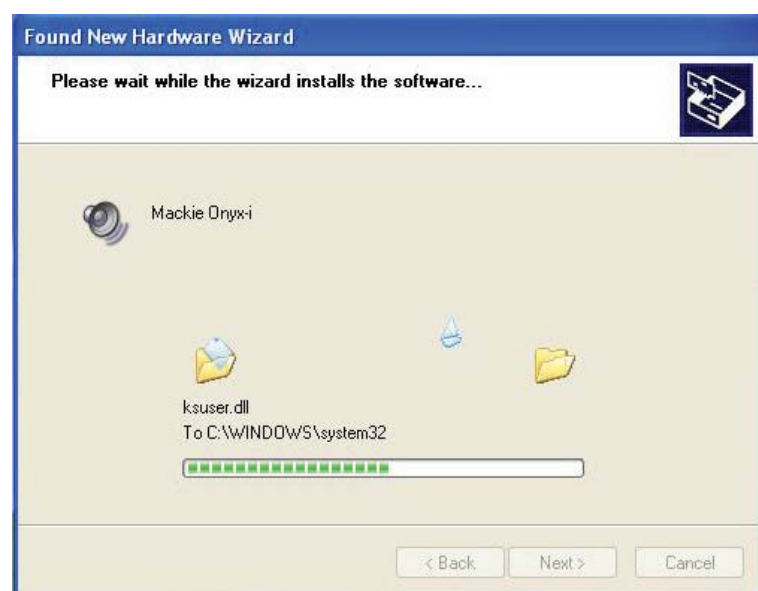 Found New Hardware Wizard
Please wait while the wizard installs the software...
Mackie Onyx-i
ksuser.dll
To C:\WINDOWS\system32
< Back Next > Cancel